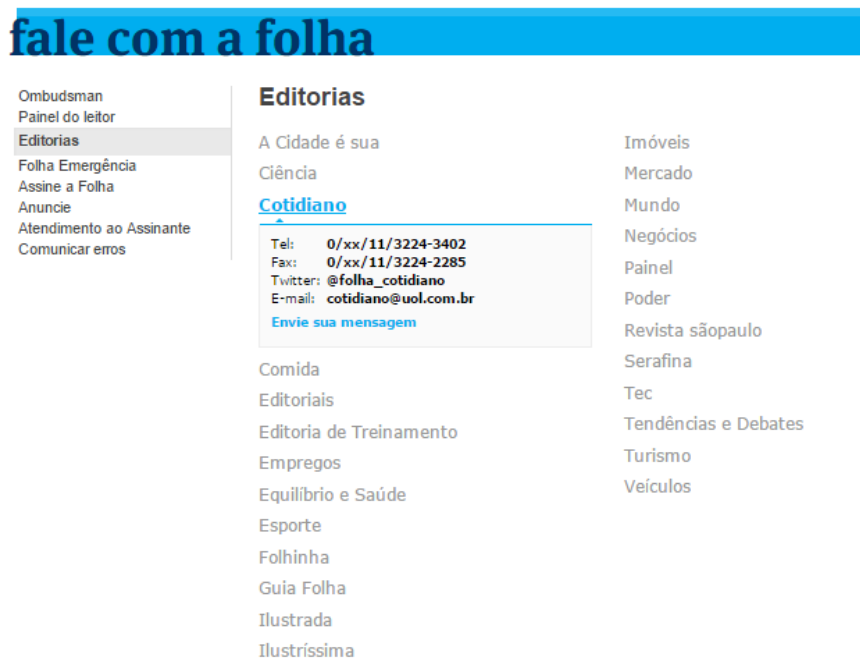 fale com a folha
Ombudsman
Painel do leitor
Editorias
Folha Emergência
Assine a Folha
Anuncie
Atendimento ao Assinante
Comunicar erros
Editorias
A Cidade é sua
Ciência
Cotidiano
Tel: 0/xx/11/3224-3402
Fax: 0/xx/11/3224-2285
Twitter: @folha_cotidiano
E-mail: cotidiano@uol.com.br
Envie sua mensagem
Comida
Editoriais
Editoria de Treinamento
Empregos
Equilíbrio e Saúde
Esporte
Folhinha
Guia Folha
Ilustrada
Ilustríssima
Imóveis
Mercado
Mundo
Negócios
Painel
Poder
Revista sãopaulo
Serafina
Tec
Tendências e Debates
Turismo
Veículos